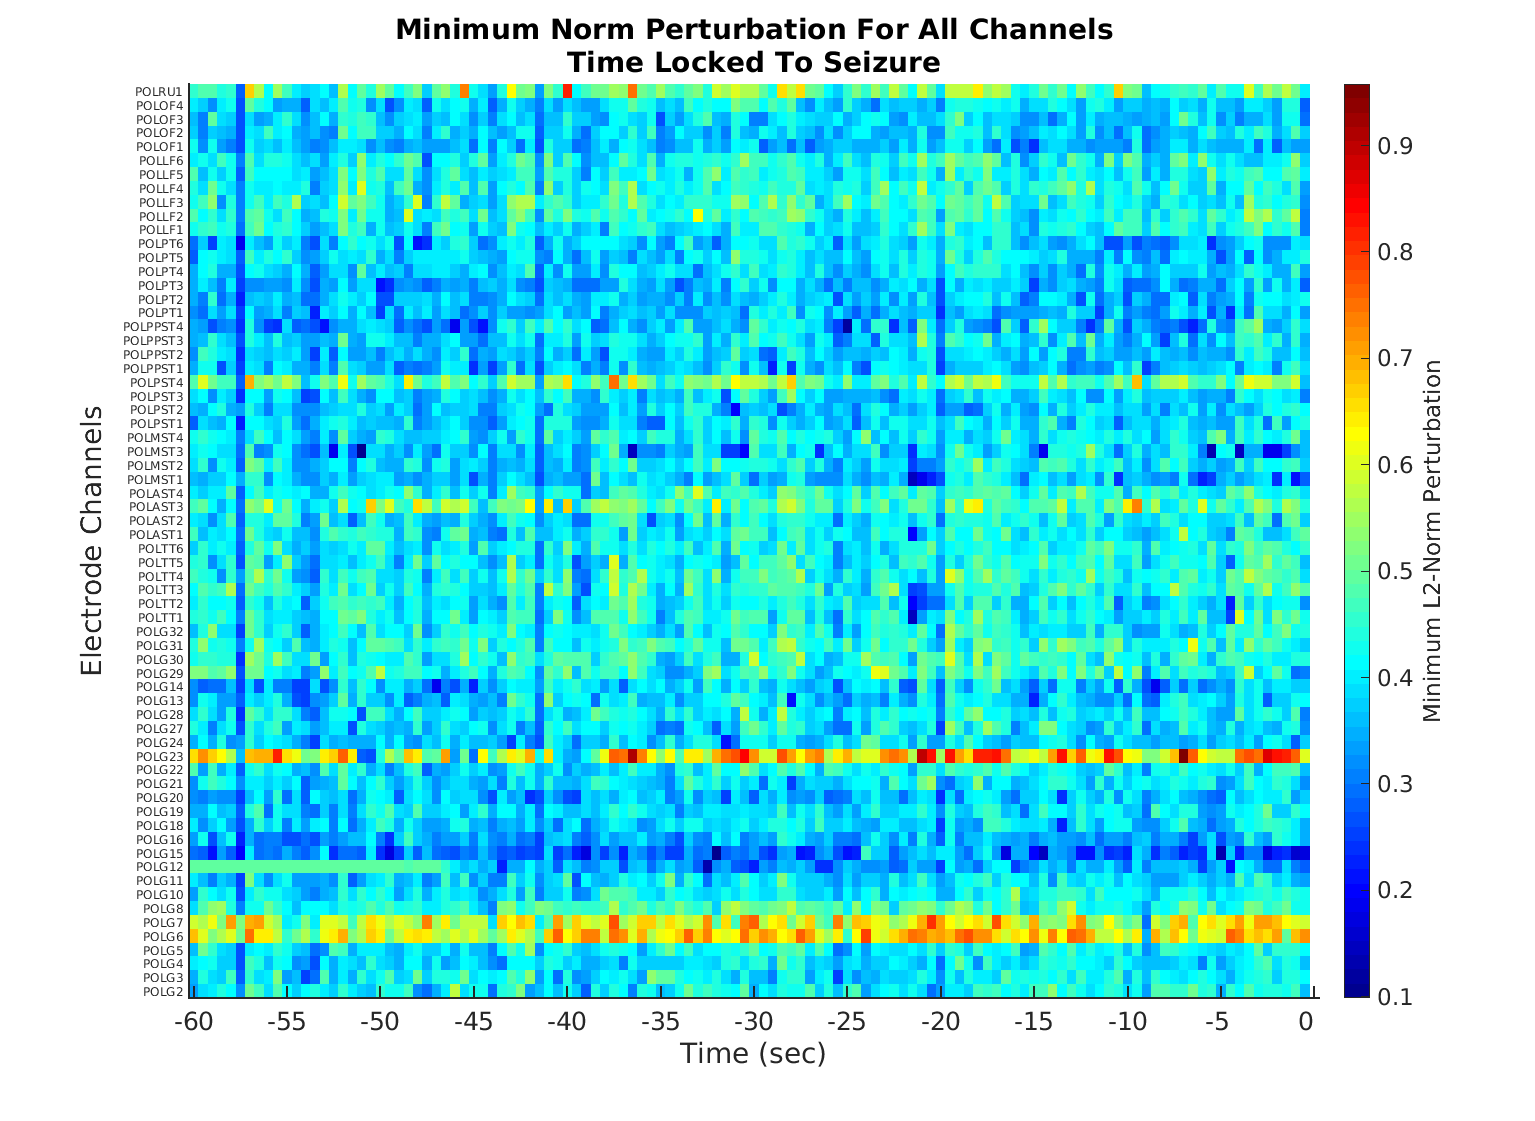 Minimum Norm Perturbation For All Channels
Time Locked To Seizure
Electrode Channels
POLRU1
POLOF4
POLOF3
POLOF2
POLOF1
POLLF6
POLLF5
POLLF4
POLLF3
POLLF2
POLLF1
POLPT6
POLPT5
POLPT4
POLPT3
POLPT2
POLPT1
POLPPST4
POLPPST3
POLPPST2
POLPPST1
POLPST4
POLPST3
POLPST2
POLPST1
POLMST4
POLMST3
POLMST2
POLMST1
POLAST4
POLAST3
POLAST2
POLAST1
POLTT6
POLTT5
POLTT4
POLTT3
POLTT2
POLTT1
POLG32
POLG31
POLG30
POLG29
POLG14
POLG13
POLG28
POLG27
POLG24
POLG23
POLG22
POLG21
POLG20
POLG19
POLG18
POLG16
POLG15
POLG12
POLG11
POLG10
POLG8
POLG7
POLG6
POLG5
POLG4
POLG3
POLG2
-60 -55 -50 -45 -40 -35 -30 -25 -20 -15 -10 -5 0
Time (sec)
0.9
0.8
0.7
0.6
0.5
0.4
0.3
0.2
0.1
Minimum L2-Norm Perturbation